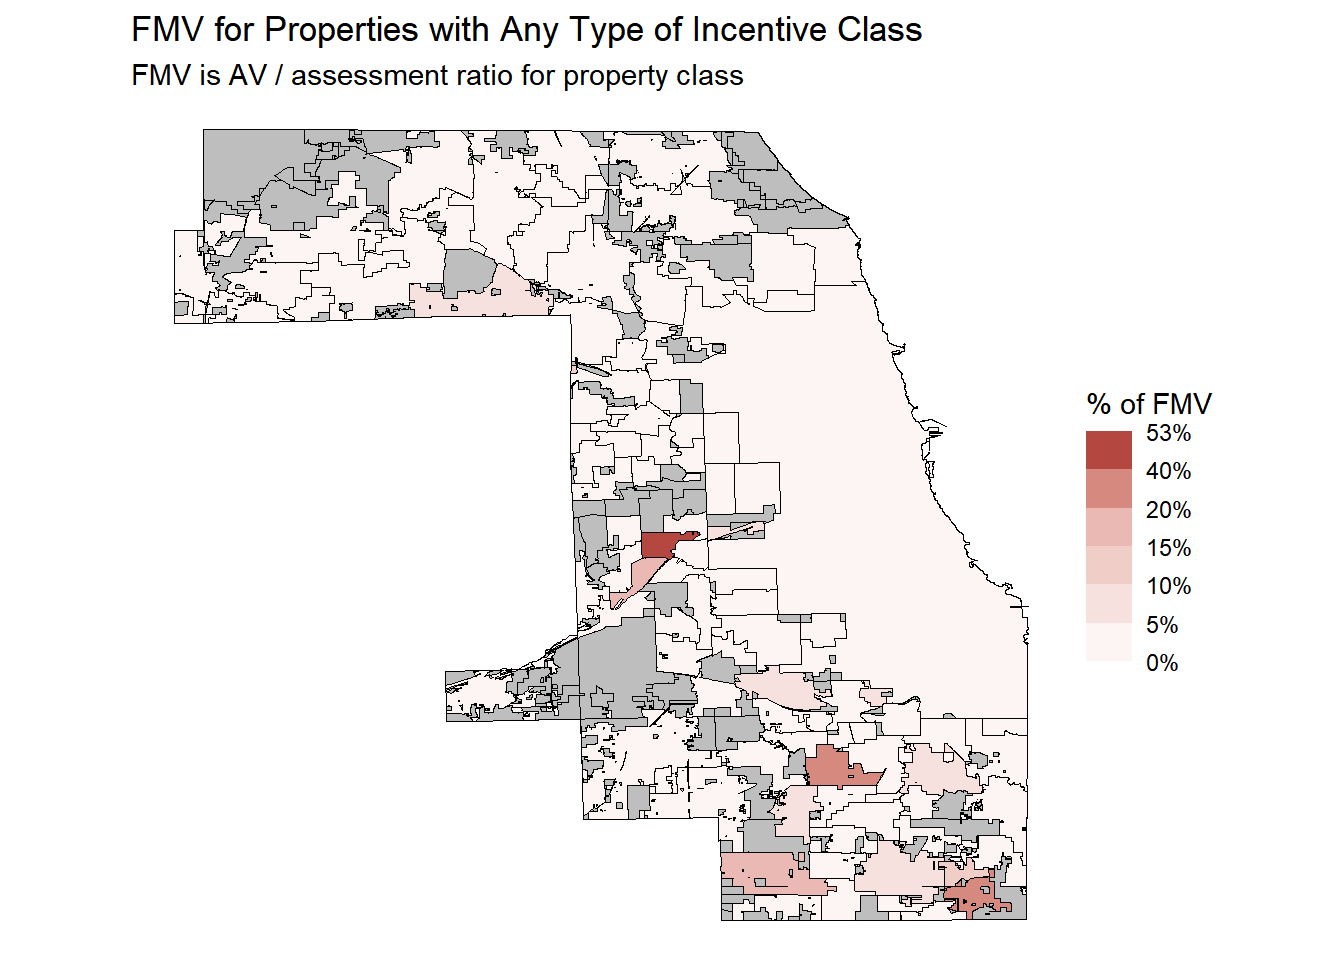 FMV for Properties with Any Type of Incentive Class
FMV is AV / assessment ratio for property class
% of FMV
53%
40%
20%
15%
10%
5%
0%